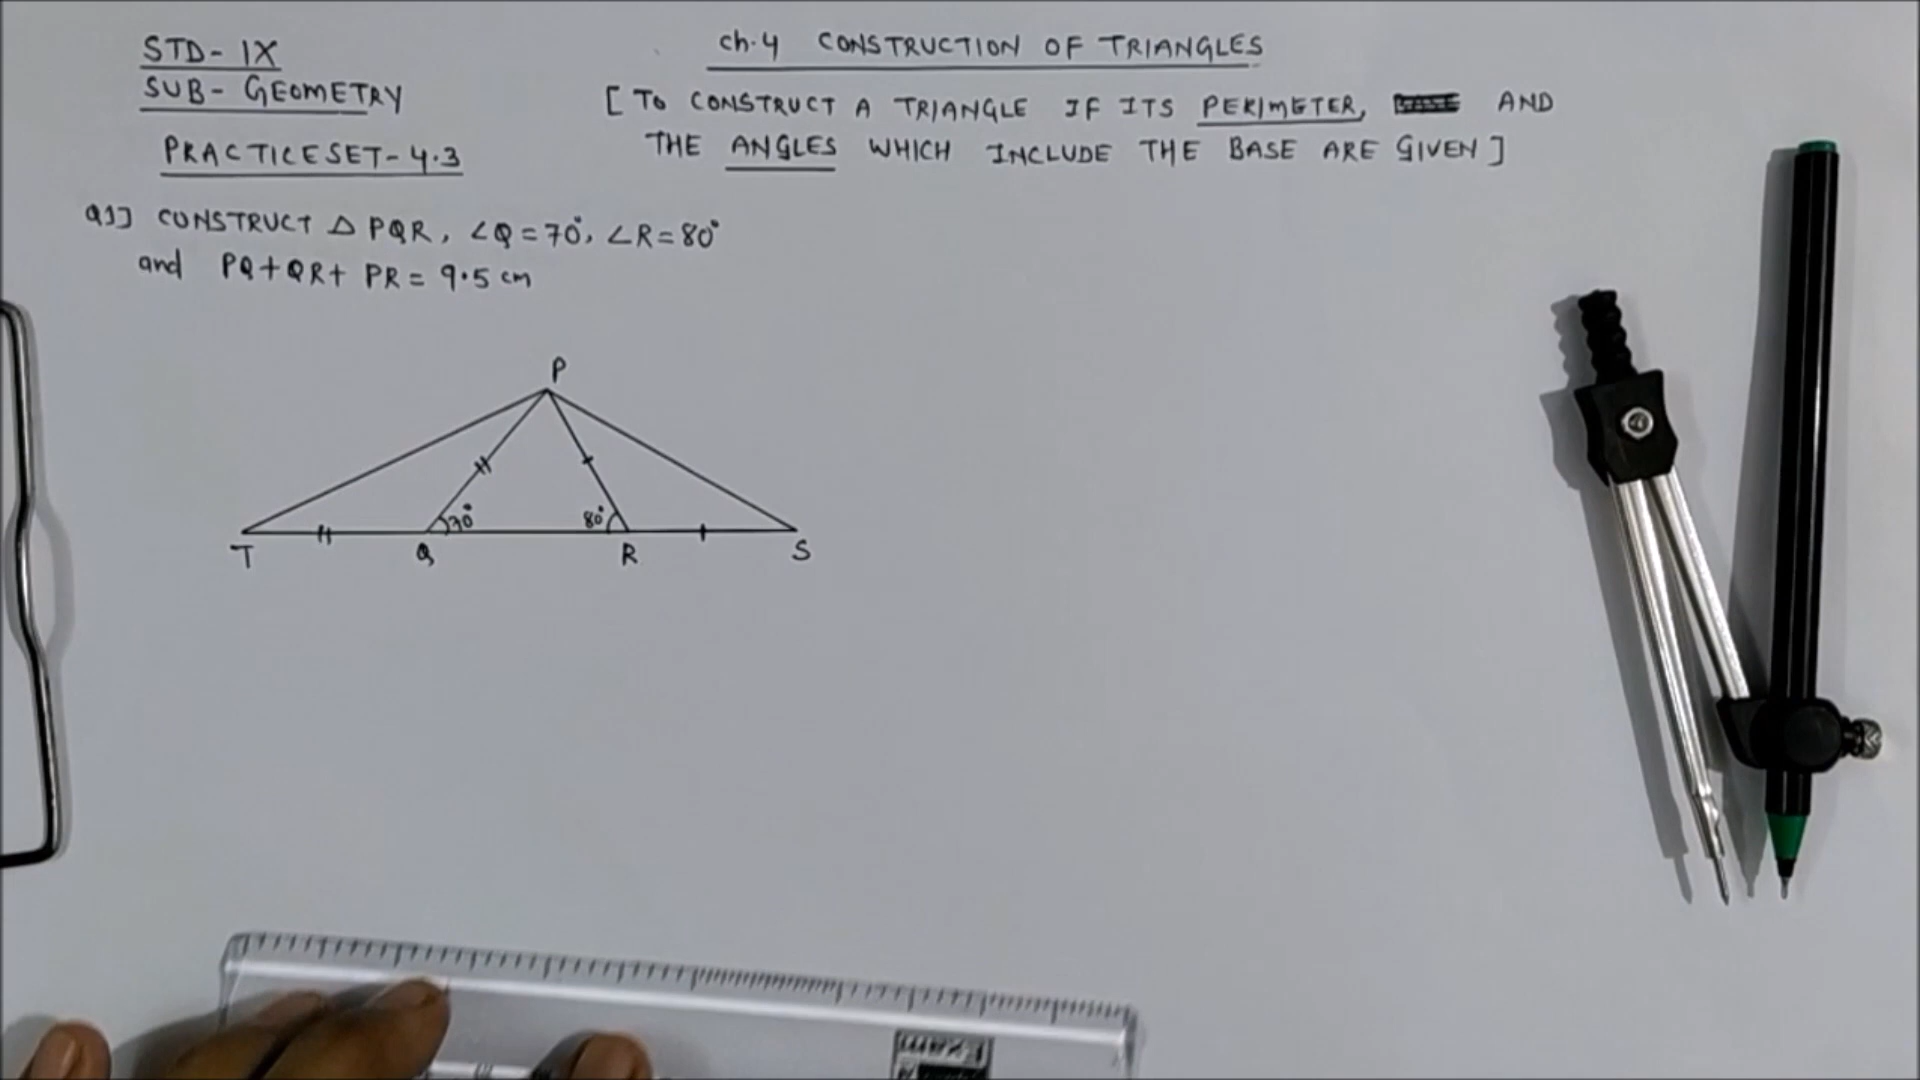 STD- IX
SUB- GEOMETRY
PRACTICESET-4.3
Ch.4 CONSTRUCTION OF TRIANGLES
[TO CONSTRUCT A TRIANGLE IF ITS PERIMETER, AND
THE ANGLES WHICH INCLUDE THE BASE ARE GIVEN]
Q1] CONSTRUCT △ PQR, ∠Q=70°, ∠R=80°
and PQ+QR+ PR= 9.5 cm
P
70° 80°
T Q R S
Exam